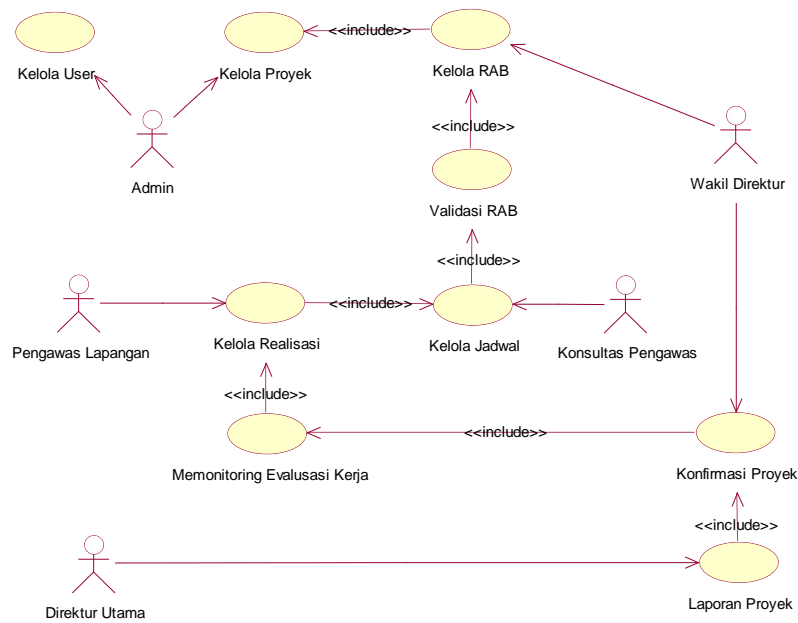 <<include>>
Kelola User
Kelola Proyek
Kelola RAB
<<include>>
Admin
Wakil Direktur
Validasi RAB
<<include>>
<<include>>
Pengawas Lapangan
Kelola Realisasi
Kelola Jadwal
Konsultas Pengawas
<<include>>
<<include>>
Memonitoring Evalusasi Kerja
Konfirmasi Proyek
<<include>>
Direktur Utama
Laporan Proyek